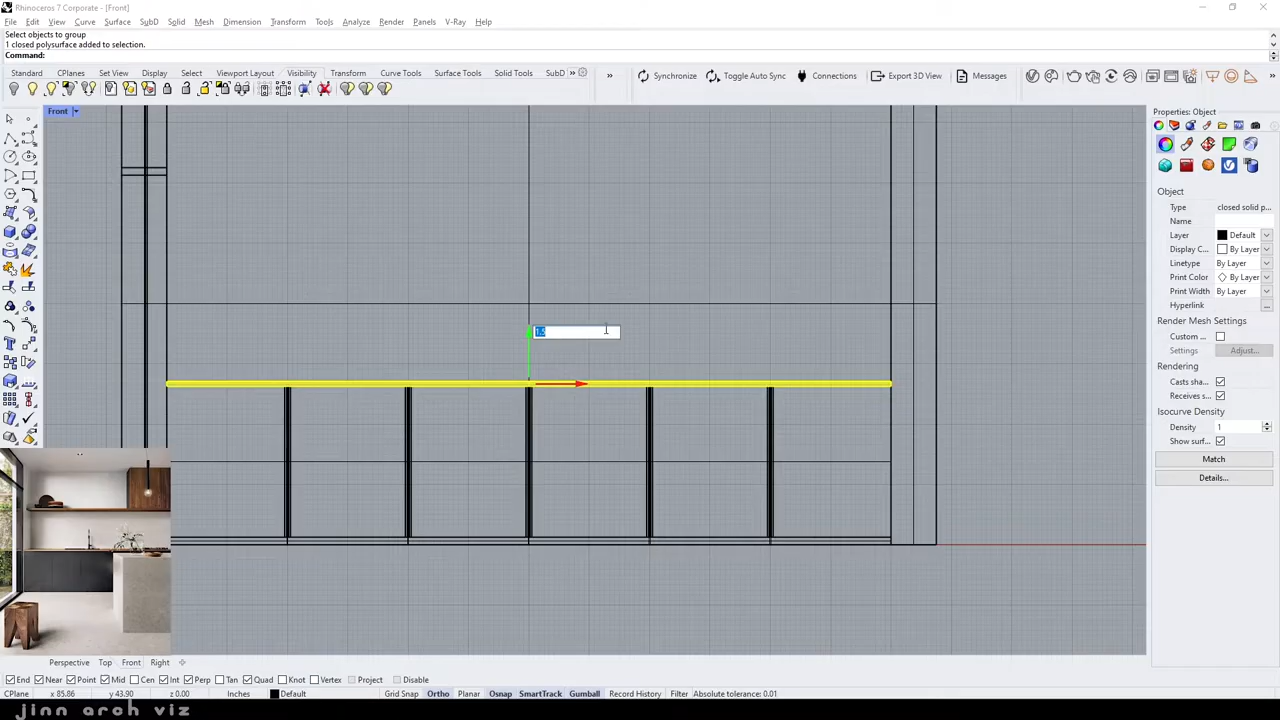 Rhinoceros 7 Corporate - [Front]
File Edit View Curve Surface SubD Solid Mesh Dimension Transform Tools Analyze Render Panels V-Ray Help
Select objects to group
1 closed polysurface added to selection.
Command:
Standard CPlanes Set View Display Select Viewport Layout Visibility Transform Curve Tools Surface Tools Solid Tools SubD » » Synchronize Toggle Auto Sync Connections Export 3D View Messages »
Front
Properties: Object
Object
Type closed solid p...
Name
Layer Default
Display C... By Layer
Linetype By Layer
Print Color By Layer
Print Width By Layer
Hyperlink ...
Render Mesh Settings
Custom ...
Settings Adjust...
Rendering
Casts sha...
Receives s...
Isocurve Density
Density 1
Show surf...
Match
Details...
Perspective Top Front Right
End Near Point Mid Cen Int Perp Tan Quad Knot Vertex Project Disable
CPlane x 85.86 y 43.90 z 0.00 Inches Default Grid Snap Ortho Planar Osnap SmartTrack Gumball Record History Filter Absolute tolerance: 0.01
jinn arch viz